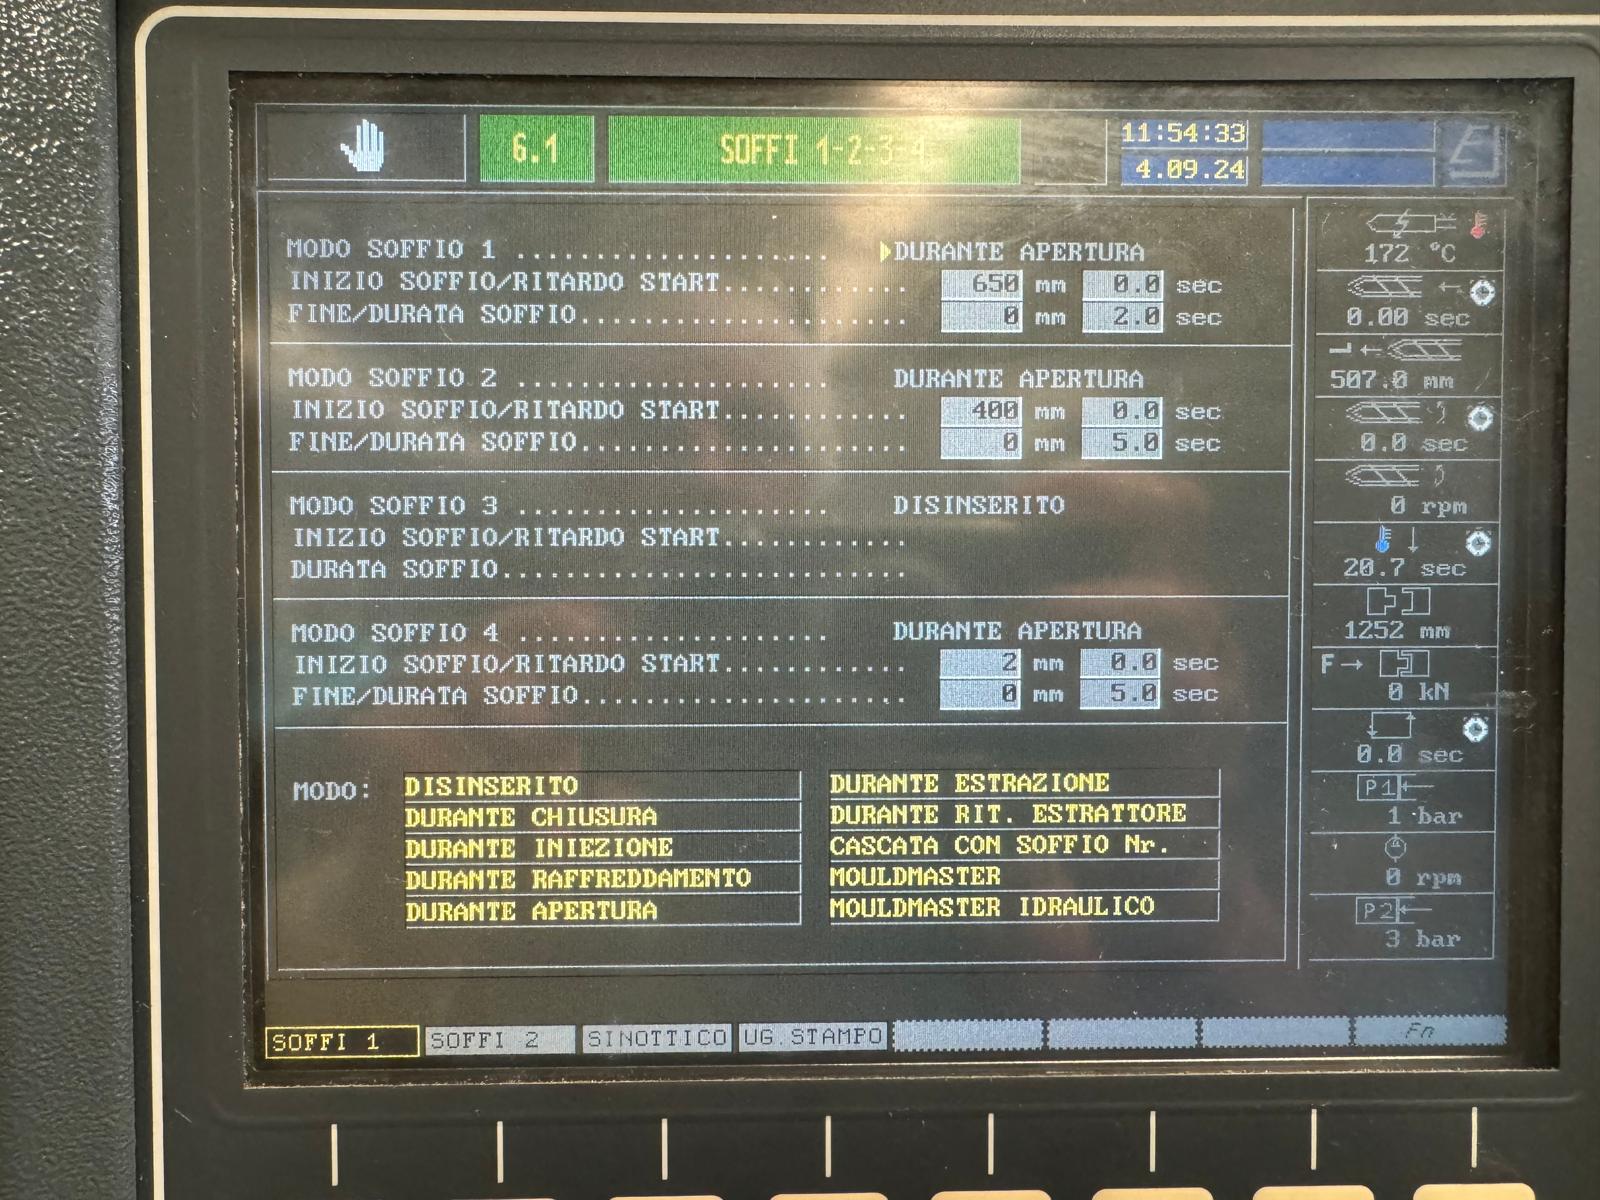 6.1 SOFFI 1-2-3-4 11:54:33
4.09.24
MODO SOFFIO 1 .................... DURANTE APERTURA
INIZIO SOFFIO/RITARDO START............ 650 mm 0.0 sec
FINE/DURATA SOFFIO..................... 0 mm 2.0 sec
MODO SOFFIO 2 .................... DURANTE APERTURA
INIZIO SOFFIO/RITARDO START............ 400 mm 0.0 sec
FINE/DURATA SOFFIO..................... 0 mm 5.0 sec
MODO SOFFIO 3 .................... DISINSERITO
INIZIO SOFFIO/RITARDO START............
DURATA SOFFIO..........................
MODO SOFFIO 4 .................... DURANTE APERTURA
INIZIO SOFFIO/RITARDO START............ 2 mm 0.0 sec
FINE/DURATA SOFFIO..................... 0 mm 5.0 sec
MODO: DISINSERITO DURANTE ESTRAZIONE
DURANTE CHIUSURA DURANTE RIT. ESTRATTORE
DURANTE INIEZIONE CASCATA CON SOFFIO Nr.
DURANTE RAFFREDDAMENTO MOULDMASTER
DURANTE APERTURA MOULDMASTER IDRAULICO
172 °C
0.00 sec
507.0 mm
0.0 sec
0 rpm
20.7 sec
1252 mm
F
0 kN
0.0 sec
P1
1 bar
0 rpm
P2
3 bar
SOFFI 1 SOFFI 2 SINOTTICO UG.STAMPO Fn